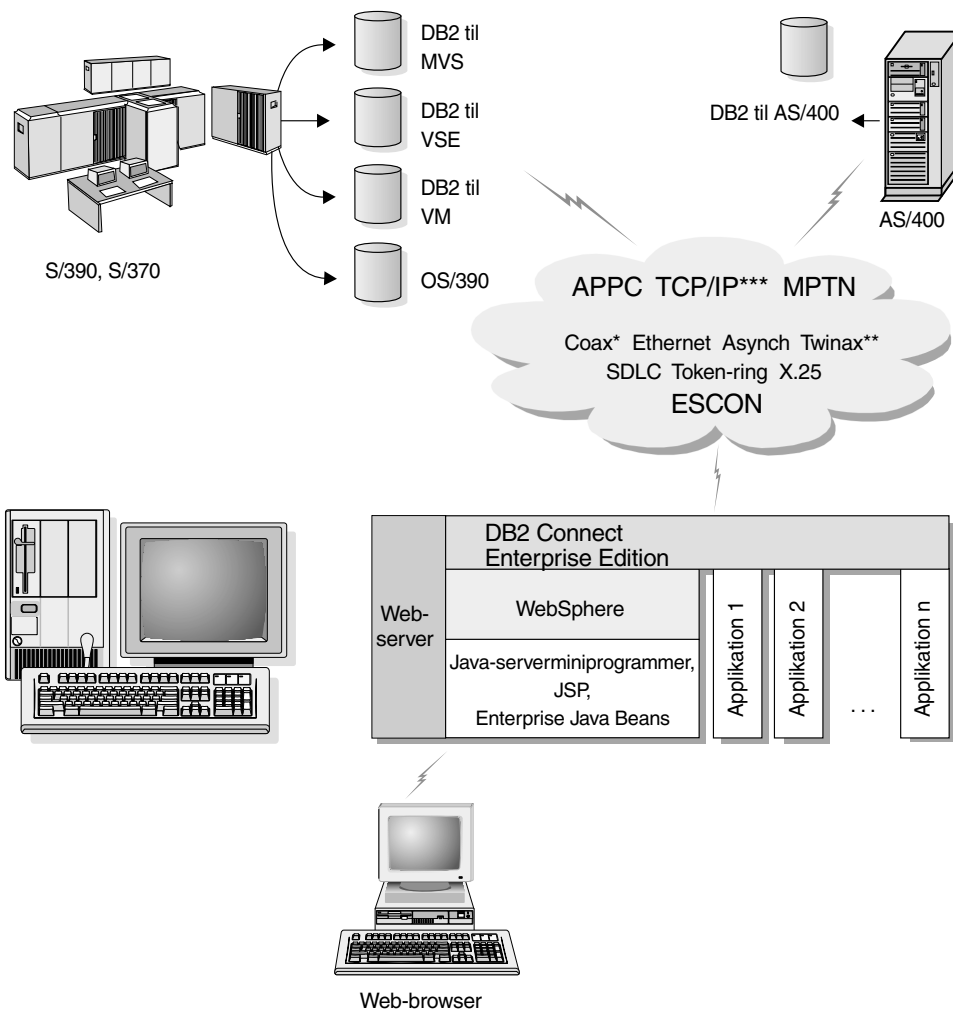 DB2 til
MVS
DB2 til
VSE
DB2 til
VM
OS/390
S/390, S/370
DB2 til AS/400
AS/400
APPC TCP/IP*** MPTN
Coax* Ethernet Asynch Twinax**
SDLC Token-ring X.25
ESCON
DB2 Connect
Enterprise Edition
Web-
server
WebSphere
Java-serverminiprogrammer,
JSP,
Enterprise Java Beans
Applikation 1
Applikation 2
...
Applikation n
Web-browser